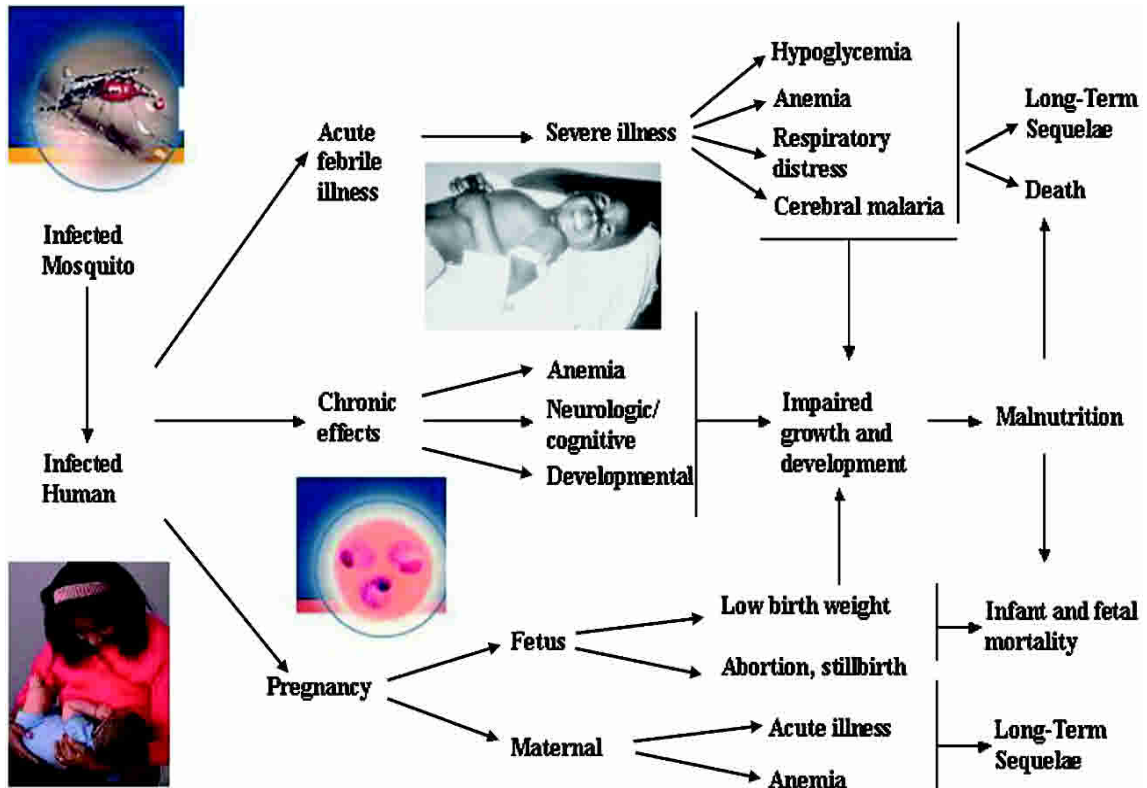 Infected
Mosquito
Infected
Human
Acute
febrile
illness
Severe illness
Hypoglycemia
Anemia
Respiratory
distress
Cerebral malaria
Long-Term
Sequelae
Death
Chronic
effects
Anemia
Neurologic/
cognitive
Developmental
Impaired
growth and
development
Malnutrition
Pregnancy
Fetus
Low birth weight
Abortion, stillbirth
Infant and fetal
mortality
Maternal
Acute illness
Anemia
Long-Term
Sequelae